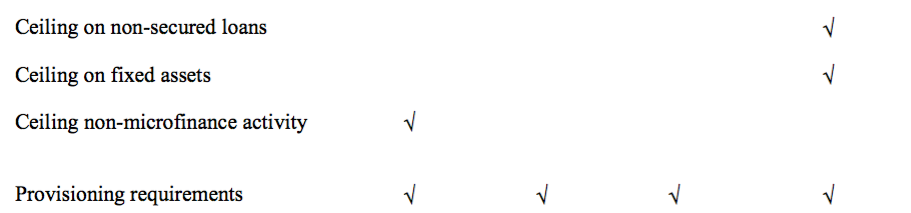 Ceiling on non-secured loans √
Ceiling on fixed assets √
Ceiling non-microfinance activity √
Provisioning requirements √ √ √ √